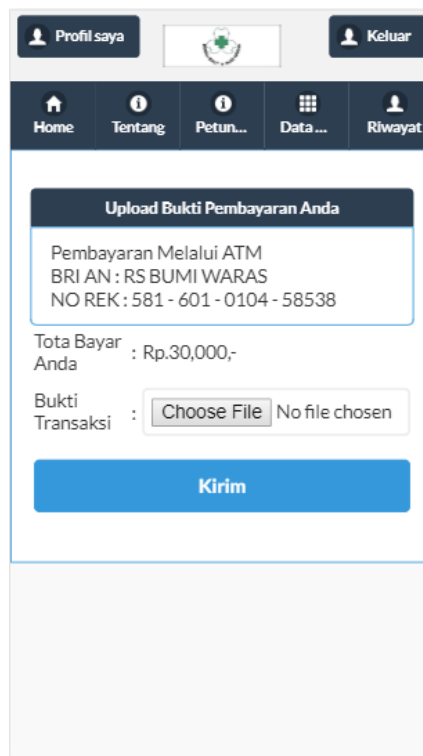 Profil saya
Keluar
Home
Tentang
Petun...
Data ...
Riwayat
Upload Bukti Pembayaran Anda
Pembayaran Melalui ATM
BRI AN : RS BUMI WARAS
NO REK : 581 - 601 - 0104 - 58538
Tota Bayar
Anda
: Rp.30,000,-
Bukti
Transaksi
:
Choose File No file chosen
Kirim